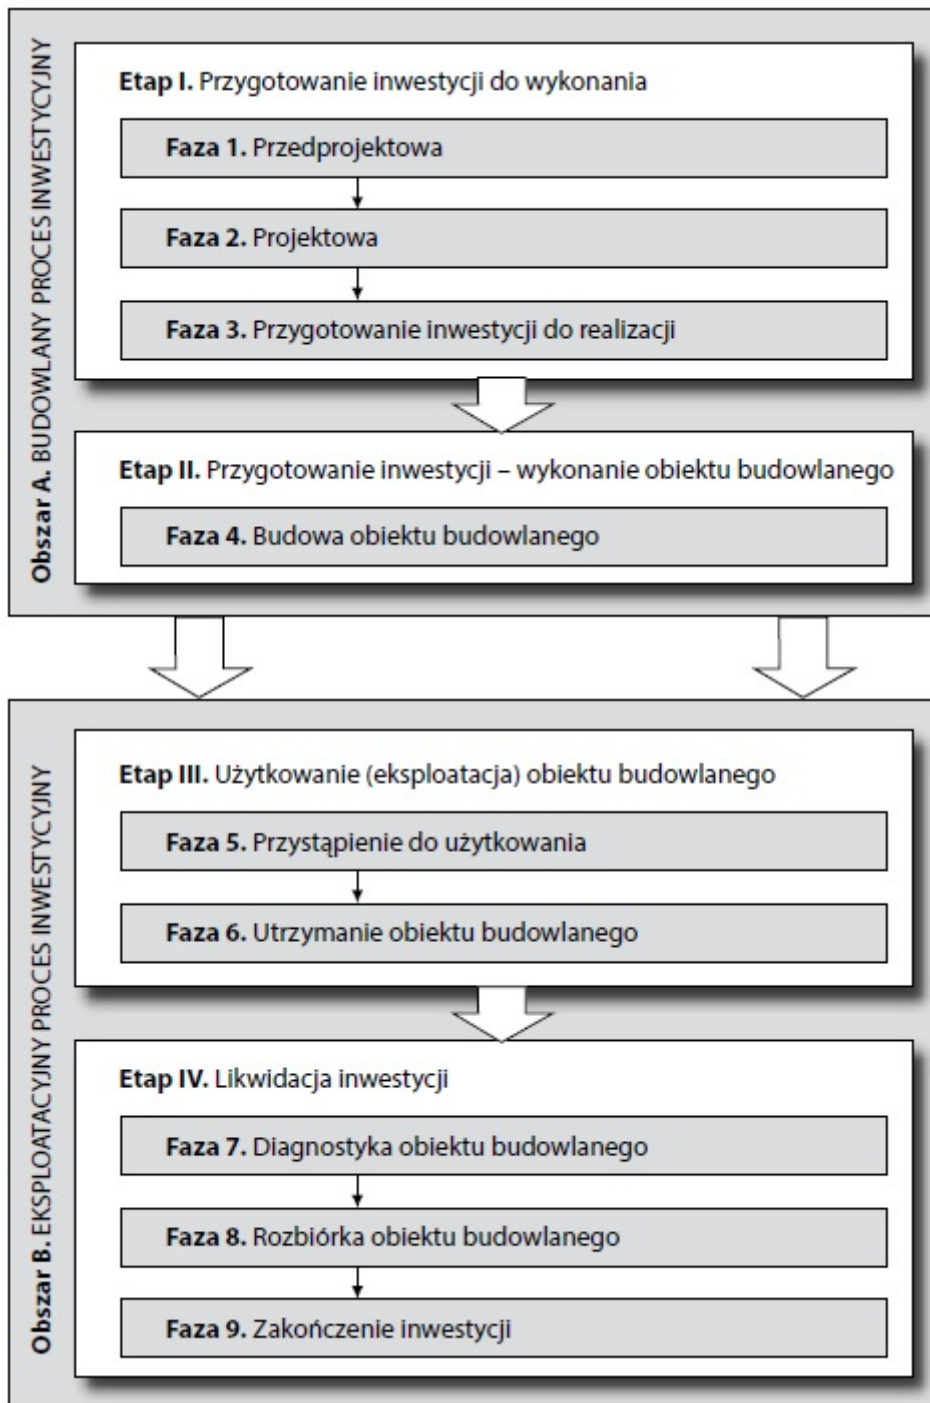 Obszar A. BUDOWLANY PROCES INWESTYCYJNY
Etap I. Przygotowanie inwestycji do wykonania
Faza 1. Przedprojektowa
Faza 2. Projektowa
Faza 3. Przygotowanie inwestycji do realizacji
Etap II. Przygotowanie inwestycji – wykonanie obiektu budowlanego
Faza 4. Budowa obiektu budowlanego
Obszar B. EKSPLOATACYJNY PROCES INWESTYCYJNY
Etap III. Użytkowanie (eksploatacja) obiektu budowlanego
Faza 5. Przystąpienie do użytkowania
Faza 6. Utrzymanie obiektu budowlanego
Etap IV. Likwidacja inwestycji
Faza 7. Diagnostyka obiektu budowlanego
Faza 8. Rozbiórka obiektu budowlanego
Faza 9. Zakończenie inwestycji